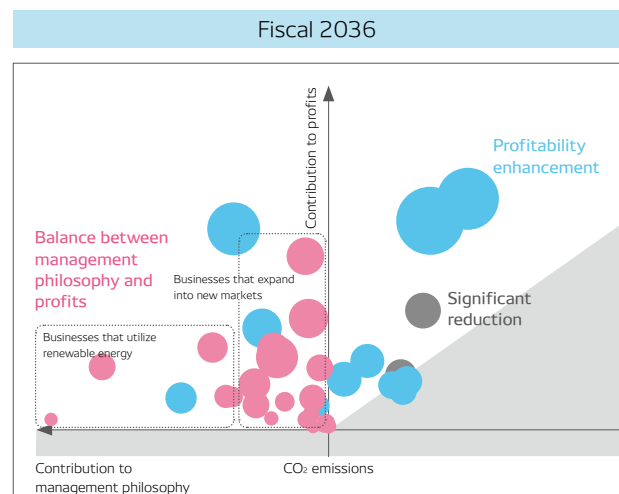 Fiscal 2036
Contribution to profits
Profitability
enhancement
Balance between
management
philosophy and
profits
Businesses that expand
into new markets
Significant
reduction
Businesses that utilize
renewable energy
Contribution to
management philosophy
CO₂ emissions